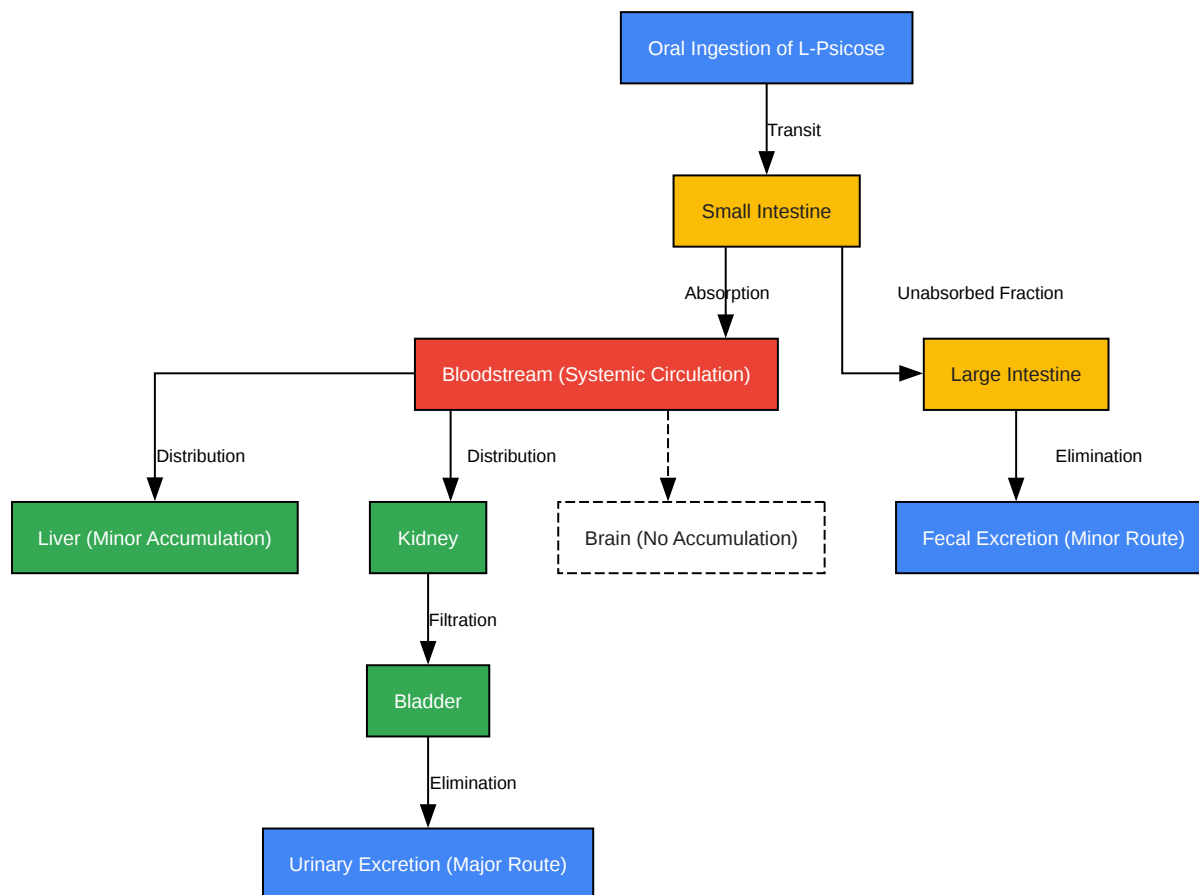 Oral Ingestion of L-Psicose
Transit
Small Intestine
Absorption
Unabsorbed Fraction
Bloodstream (Systemic Circulation)
Large Intestine
Distribution
Distribution
Elimination
Liver (Minor Accumulation)
Kidney
Brain (No Accumulation)
Fecal Excretion (Minor Route)
Filtration
Bladder
Elimination
Urinary Excretion (Major Route)